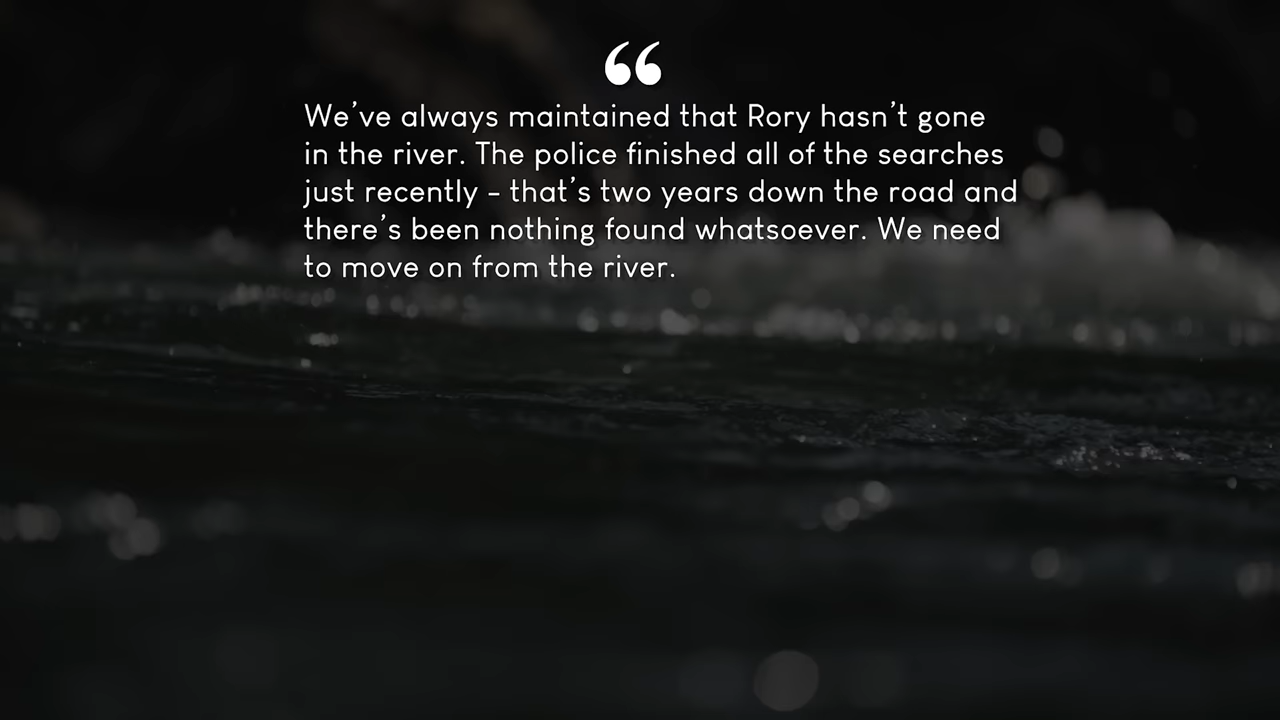 “
We’ve always maintained that Rory hasn’t gone
in the river. The police finished all of the searches
just recently - that’s two years down the road and
there’s been nothing found whatsoever. We need
to move on from the river.